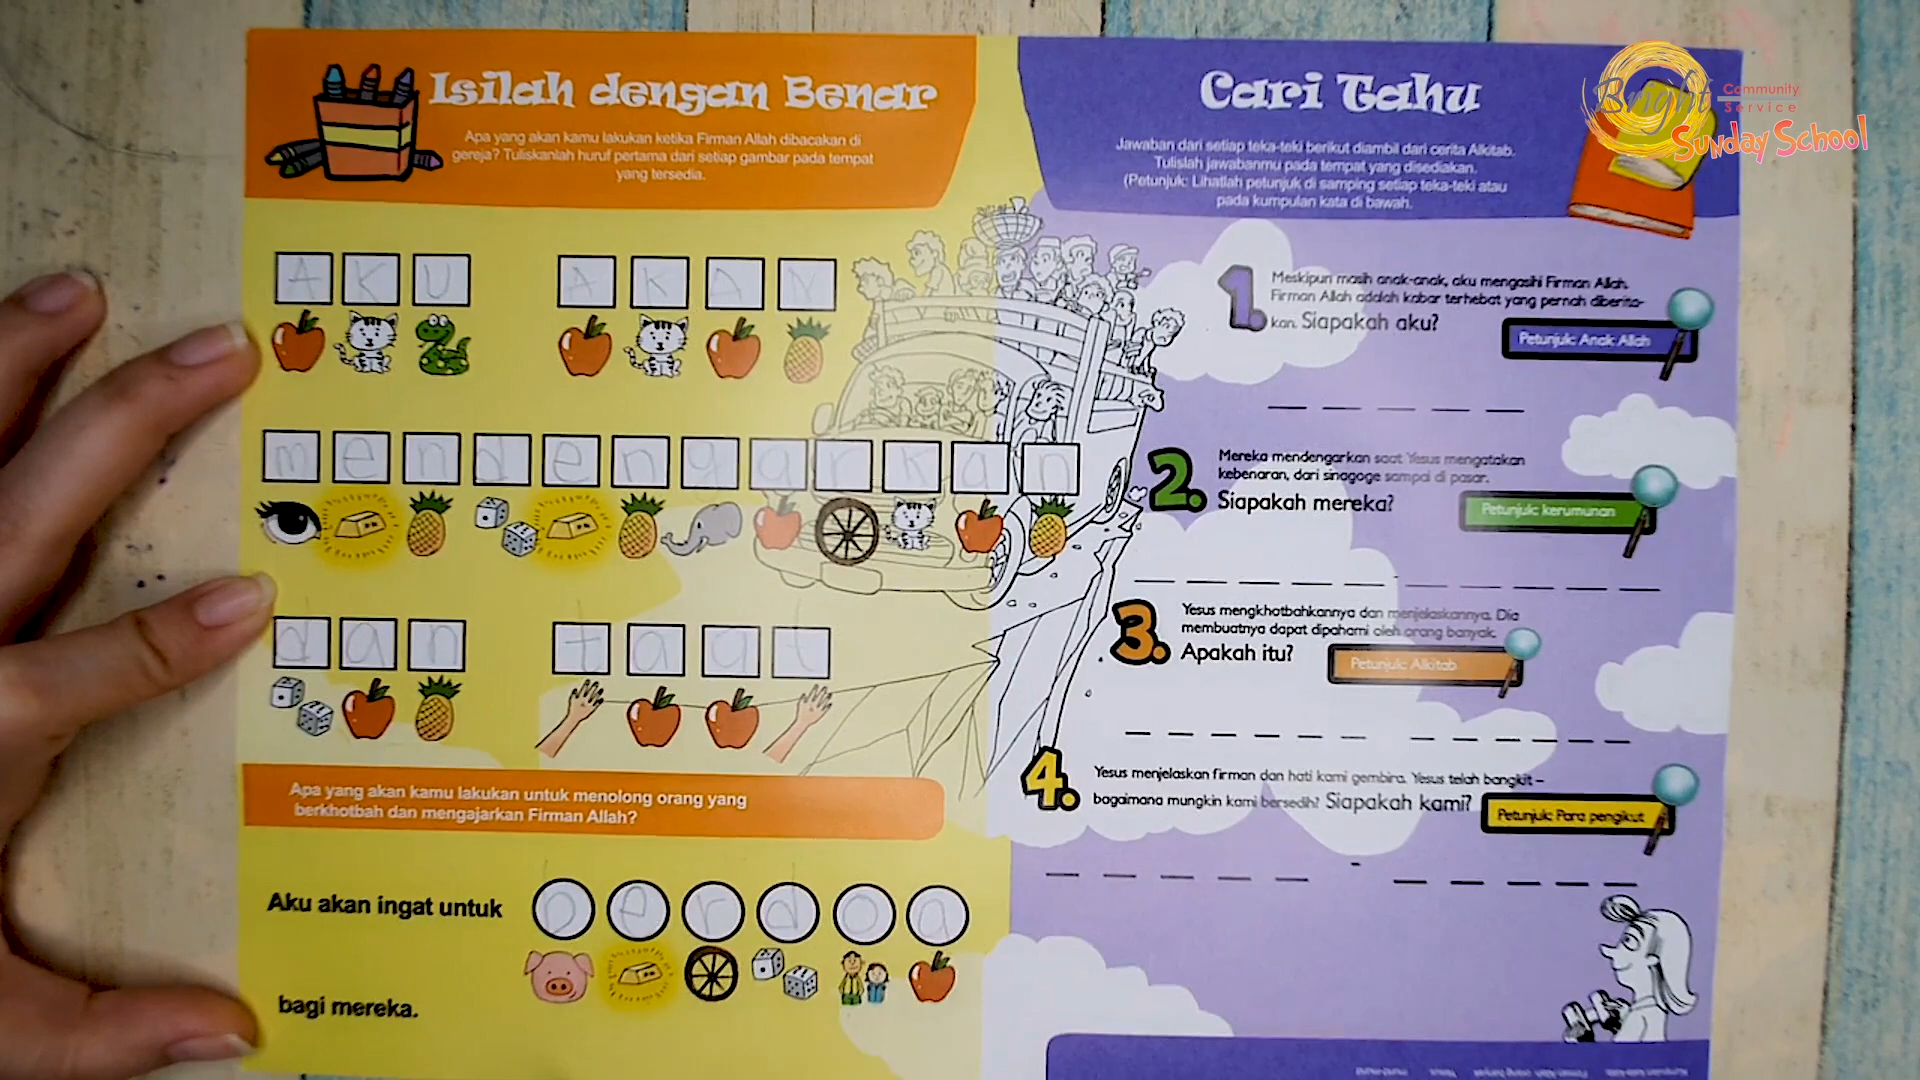 Isilah dengan Benar
Apa yang akan kamu lakukan ketika Firman Allah dibacakan di
gereja? Tuliskanlah huruf pertama dari setiap gambar pada tempat
yang tersedia.
A K U A K A N
m e n d e n g a r k a n
d a n t a a t
Apa yang akan kamu lakukan untuk menolong orang yang
berkhotbah dan mengajarkan Firman Allah?
Aku akan ingat untuk
b e r d o a
bagi mereka.
Cari Tahu
Jawaban dari setiap teka-teki berikut diambil dari cerita Alkitab.
Tulislah jawabanmu pada tempat yang disediakan.
(Petunjuk: Lihatlah petunjuk di samping setiap teka-teki atau
pada kumpulan kata di bawah.
1. Meskipun masih anak-anak, aku mengasihi Firman Allah.
Firman Allah adalah kabar terhebat yang pernah diberita-
kan. Siapakah aku?
Petunjuk: Anak Allah
2. Mereka mendengarkan saat Yesus mengatakan
kebenaran, dari sinagoge sampai di pasar.
Siapakah mereka?
Petunjuk: kerumunan
3. Yesus mengkhotbahkannya dan menjelaskannya. Dia
membuatnya dapat dipahami oleh orang banyak.
Apakah itu?
Petunjuk: Alkitab
4. Yesus menjelaskan firman dan hati kami gembira. Yesus telah bangkit –
bagaimana mungkin kami bersedih? Siapakah kami?
Petunjuk: Para pengikut
Bright Community
Service
Sunday School